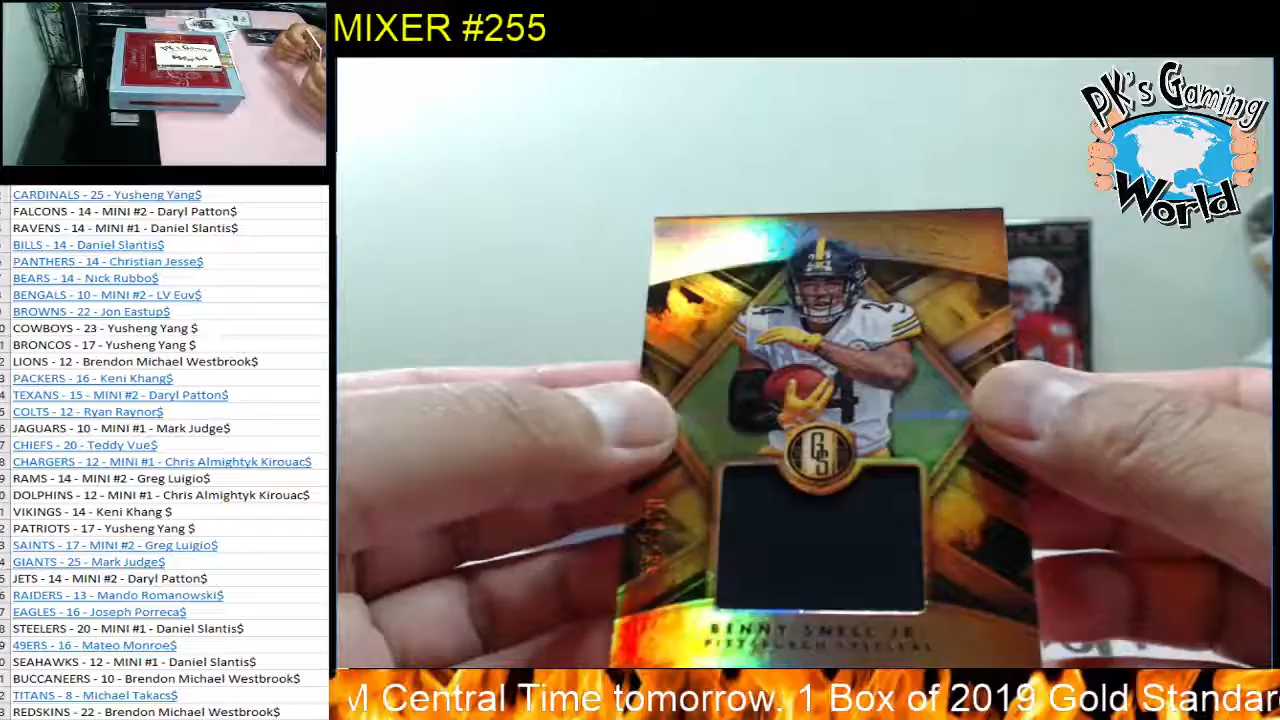 MIXER #255
PK's Gaming World
CARDINALS - 25 - Yusheng Yang$
FALCONS - 14 - MINI #2 - Daryl Patton$
RAVENS - 14 - MINI #1 - Daniel Slantis$
BILLS - 14 - Daniel Slantis$
PANTHERS - 14 - Christian Jesse$
BEARS - 14 - Nick Rubbo$
BENGALS - 10 - MINI #2 - LV Euv$
BROWNS - 22 - Jon Eastup$
COWBOYS - 23 - Yusheng Yang $
BRONCOS - 17 - Yusheng Yang $
LIONS - 12 - Brendon Michael Westbrook$
PACKERS - 16 - Keni Khang$
TEXANS - 15 - MINI #2 - Daryl Patton$
COLTS - 12 - Ryan Raynor$
JAGUARS - 10 - MINI #1 - Mark Judge$
CHIEFS - 20 - Teddy Vue$
CHARGERS - 12 - MINI #1 - Chris Almightyk Kirouac$
RAMS - 14 - MINI #2 - Greg Luigio$
DOLPHINS - 12 - MINI #1 - Chris Almightyk Kirouac$
VIKINGS - 14 - Keni Khang $
PATRIOTS - 17 - Yusheng Yang $
SAINTS - 17 - MINI #2 - Greg Luigio$
GIANTS - 25 - Mark Judge$
JETS - 14 - MINI #2 - Daryl Patton$
RAIDERS - 13 - Mando Romanowski$
EAGLES - 16 - Joseph Porreca$
STEELERS - 20 - MINI #1 - Daniel Slantis$
49ERS - 16 - Mateo Monroe$
SEAHAWKS - 12 - MINI #1 - Daniel Slantis$
BUCCANEERS - 10 - Brendon Michael Westbrook$
TITANS - 8 - Michael Takacs$
REDSKINS - 22 - Brendon Michael Westbrook$
24
GS
BENNY SNELL JR.
PITTSBURGH STEELERS
M Central Time tomorrow. 1 Box of 2019 Gold Standar